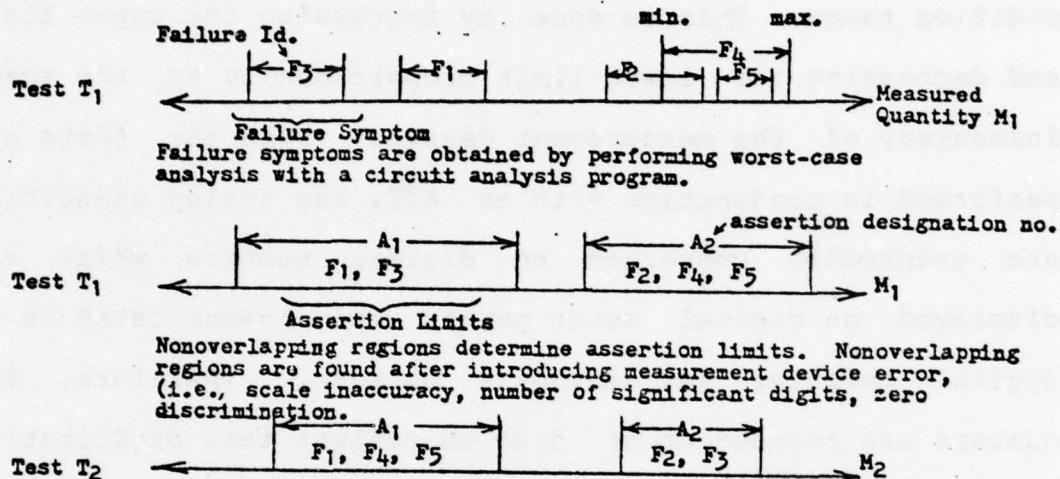 min. max.
Failure Id.
F3 F1 F2 F4 F5
Test T1 Measured
Quantity M1
Failure Symptom
Failure symptoms are obtained by performing worst-case
analysis with a circuit analysis program.
assertion designation no.
A1 A2
F1, F3 F2, F4, F5
Test T1 M1
Assertion Limits
Nonoverlapping regions determine assertion limits. Nonoverlapping
regions are found after introducing measurement device error,
(i.e., scale inaccuracy, number of significant digits, zero
discrimination.
A1 A2
F1, F4, F5 F2, F3
Test T2 M2